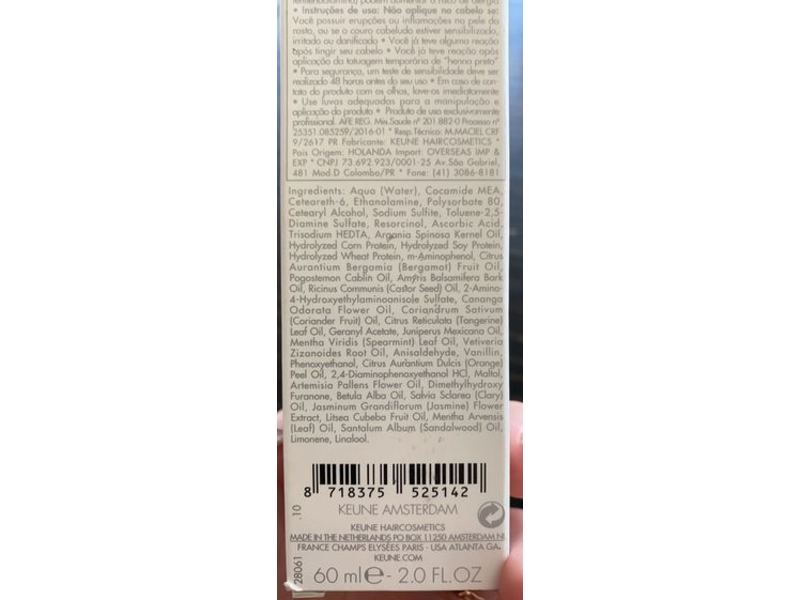 • Instruções de uso: Não aplique no cabelo se:
Você possuir erupções ou inflamações na pele do
rosto, ou se o couro cabeludo estiver sensibilizado,
irritado ou danificado • Você já teve alguma reação
após tingir seu cabelo • Você já teve reação após
aplicação da tatuagem temporária de "henna preta"
• Para segurança, um teste de sensibilidade deve ser
realizado 48 horas antes do seu uso • Em caso de con-
tato do produto com os olhos, lave-os imediatamente
• Use luvas adequadas para a manipulação e
aplicação do produto • Produto de uso exclusivamente
profissional. AFE REG. Min.Saude nº 201.882-0 Processo nº
25351.085259/2016-01 * Resp.Técnico: M.MACIEL CRF
9/2617 PR Fabricante: KEUNE HAIRCOSMETICS *
Pais Origem: HOLANDA Import: OVERSEAS IMP &
EXP * CNPJ 73.692.923/0001-25 Av.São Gabriel,
481 Mod.D Colombo/PR * Fone: (41) 3086-8181
Ingredients: Aqua (Water), Cocamide MEA,
Ceteareth-6, Ethanolamine, Polysorbate 80,
Cetearyl Alcohol, Sodium Sulfite, Toluene-2,5-
Diamine Sulfate, Resorcinol, Ascorbic Acid,
Trisodium HEDTA, Argania Spinosa Kernel Oil,
Hydrolyzed Corn Protein, Hydrolyzed Soy Protein,
Hydrolyzed Wheat Protein, m-Aminophenol, Citrus
Aurantium Bergamia (Bergamot) Fruit Oil,
Pogostemon Cablin Oil, Amyris Balsamifera Bark
Oil, Ricinus Communis (Castor Seed) Oil, 2-Amino-
4-Hydroxyethylaminoanisole Sulfate, Cananga
Odorata Flower Oil, Coriandrum Sativum
(Coriander Fruit) Oil, Citrus Reticulata (Tangerine)
Leaf Oil, Geranyl Acetate, Juniperus Mexicana Oil,
Mentha Viridis (Spearmint) Leaf Oil, Vetiveria
Zizanoides Root Oil, Anisaldehyde, Vanillin,
Phenoxyethanol, Citrus Aurantium Dulcis (Orange)
Peel Oil, 2,4-Diaminophenoxyethanol HCl, Maltol,
Artemisia Pallens Flower Oil, Dimethylhydroxy
Furanone, Betula Alba Oil, Salvia Sclarea (Clary)
Oil, Jasminum Grandiflorum (Jasmine) Flower
Extract, Litsea Cubeba Fruit Oil, Mentha Arvensis
(Leaf) Oil, Santalum Album (Sandalwood) Oil,
Limonene, Linalool.
8 718375 525142
KEUNE AMSTERDAM
KEUNE HAIRCOSMETICS
MADE IN THE NETHERLANDS PO BOX 11250 AMSTERDAM NL
FRANCE CHAMPS ELYSÉES PARIS - USA ATLANTA GA.
KEUNE.COM
60 ml e - 2.0 FL.OZ
28061
.10